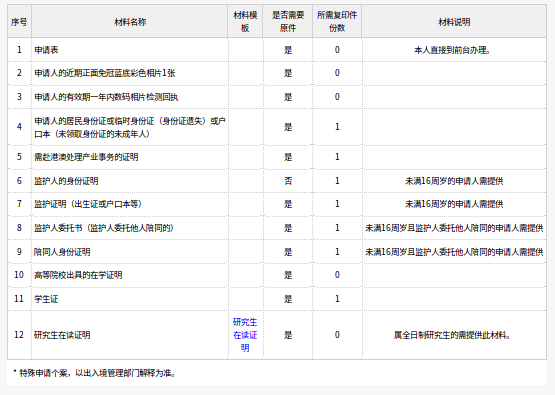 序号 材料名称 材料模板 是否需要原件 所需复印件份数 材料说明
1 申请表 是 0 本人直接到前台办理。
2 申请人的近期正面免冠蓝底彩色相片1张 是 0
3 申请人的有效期一年内数码相片检测回执 是 0
4 申请人的居民身份证或临时身份证（身份证遗失）或户口本（未领取身份证的未成年人） 是 1
5 需赴港澳处理产业事务的证明 是 1
6 监护人的身份证明 否 1 未满16周岁的申请人需提供
7 监护证明（出生证或户口本等） 是 1 未满16周岁的申请人需提供
8 监护人委托书（监护人委托他人陪同的） 是 1 未满16周岁且监护人委托他人陪同的申请人需提供
9 陪同人身份证明 是 1 未满16周岁且监护人委托他人陪同的申请人需提供
10 高等院校出具的在学证明 是 0
11 学生证 是 1
12 研究生在读证明 研究生在读证明 是 0 属全日制研究生的需提供此材料。
* 特殊申请个案，以出入境管理部门解释为准。